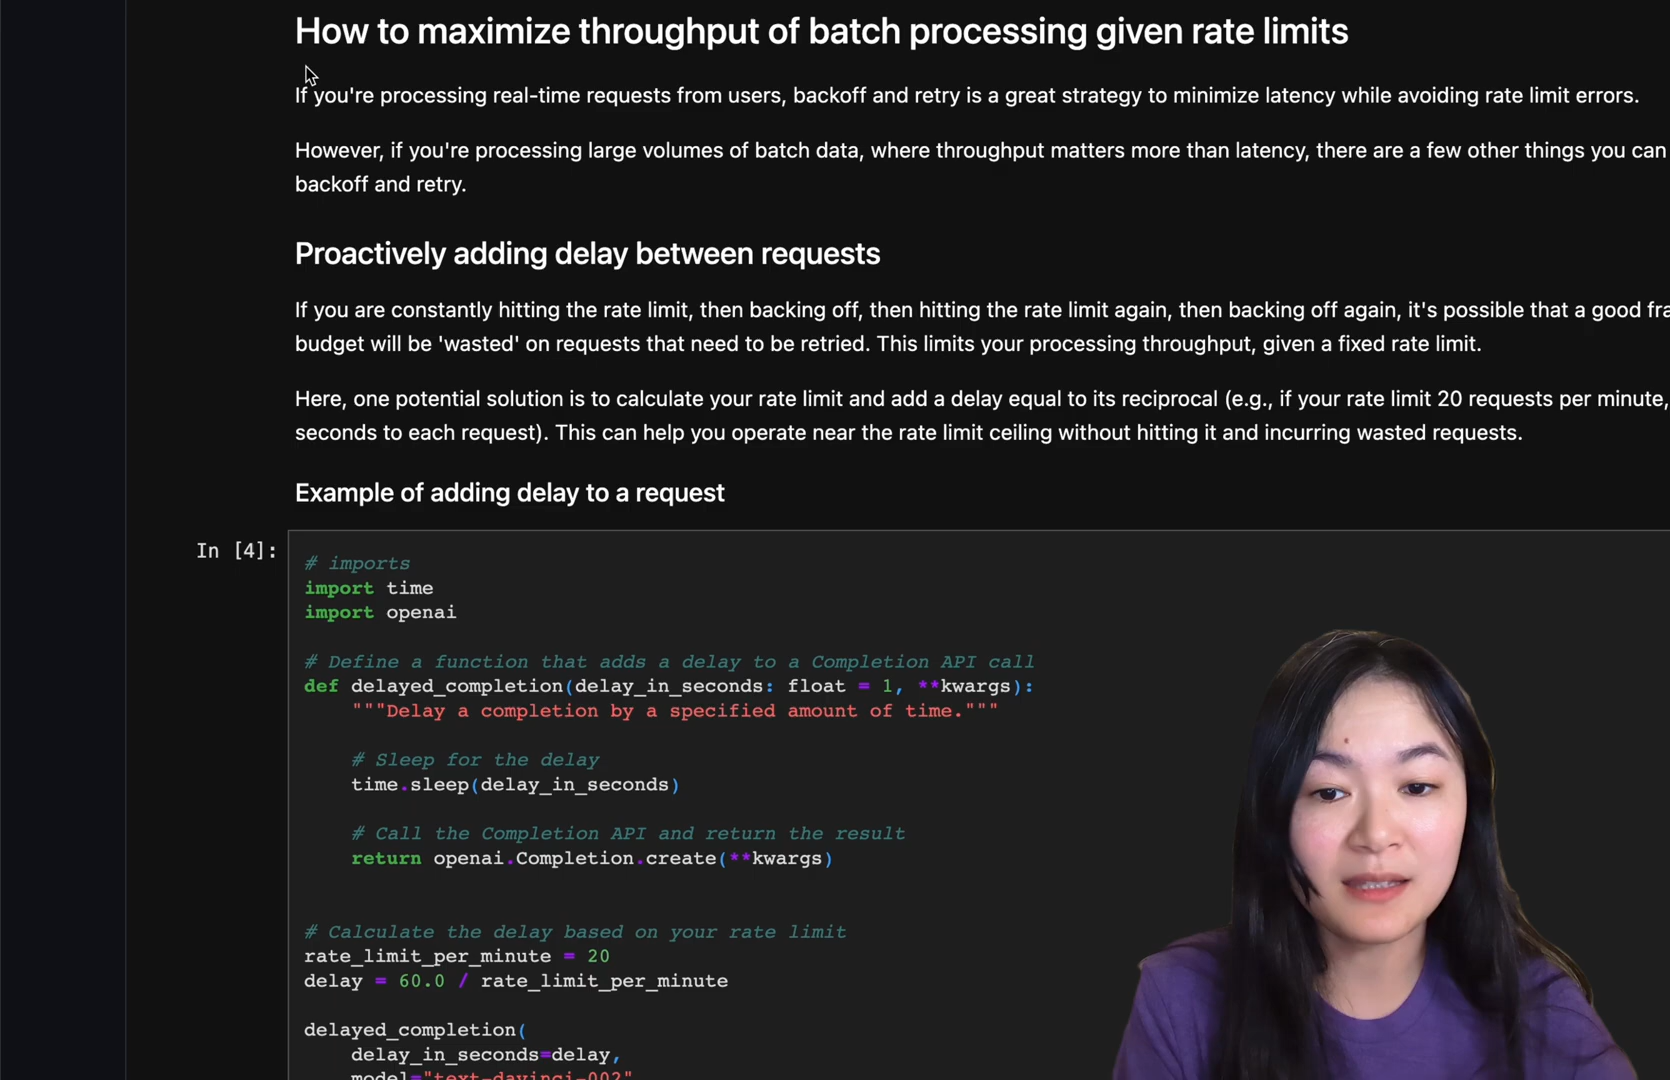 How to maximize throughput of batch processing given rate limits
If you're processing real-time requests from users, backoff and retry is a great strategy to minimize latency while avoiding rate limit errors.
However, if you're processing large volumes of batch data, where throughput matters more than latency, there are a few other things you can
backoff and retry.
Proactively adding delay between requests
If you are constantly hitting the rate limit, then backing off, then hitting the rate limit again, then backing off again, it's possible that a good fra
budget will be 'wasted' on requests that need to be retried. This limits your processing throughput, given a fixed rate limit.
Here, one potential solution is to calculate your rate limit and add a delay equal to its reciprocal (e.g., if your rate limit 20 requests per minute,
seconds to each request). This can help you operate near the rate limit ceiling without hitting it and incurring wasted requests.
Example of adding delay to a request
In [4]:
# imports
import time
import openai
# Define a function that adds a delay to a Completion API call
def delayed_completion(delay_in_seconds: float = 1, **kwargs):
"""Delay a completion by a specified amount of time."""
# Sleep for the delay
time.sleep(delay_in_seconds)
# Call the Completion API and return the result
return openai.Completion.create(**kwargs)
# Calculate the delay based on your rate limit
rate_limit_per_minute = 20
delay = 60.0 / rate_limit_per_minute
delayed_completion(
delay_in_seconds=delay,
model="text-davinci-002"